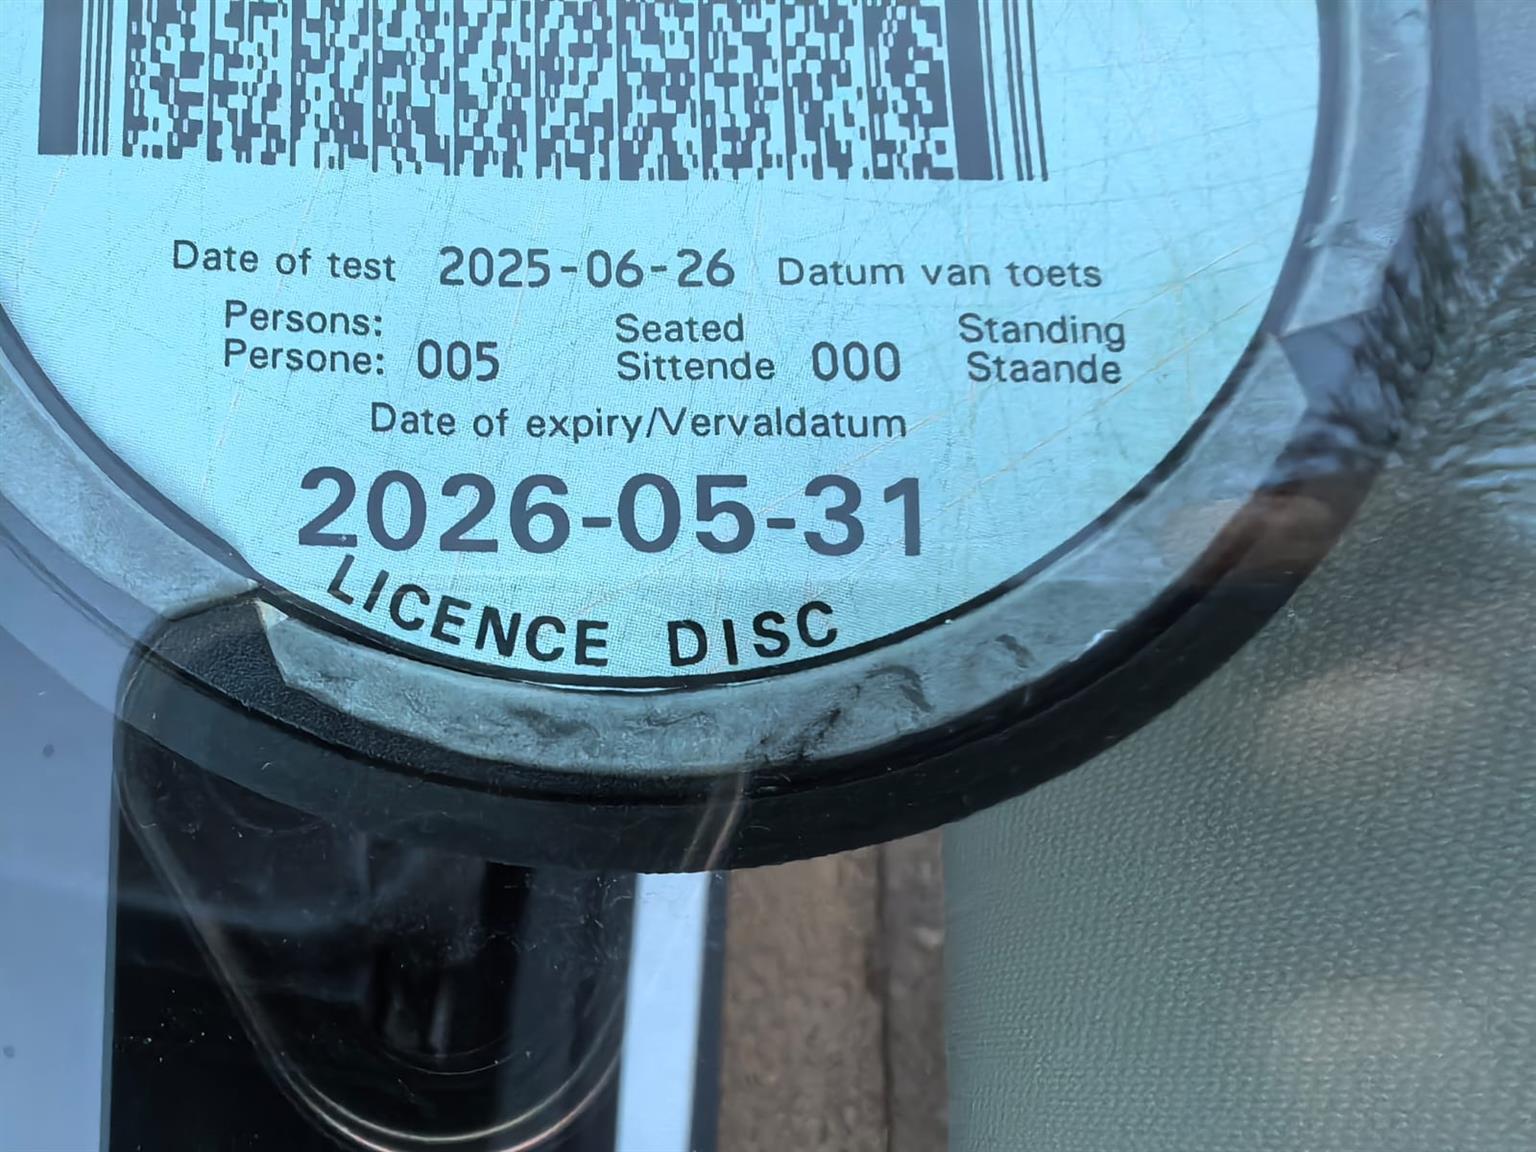 Date of test 2025-06-26 Datum van toets
Persons: Seated Standing
Persone: 005 Sittende 000 Staande
Date of expiry/Vervaldatum
2026-05-31
LICENCE DISC